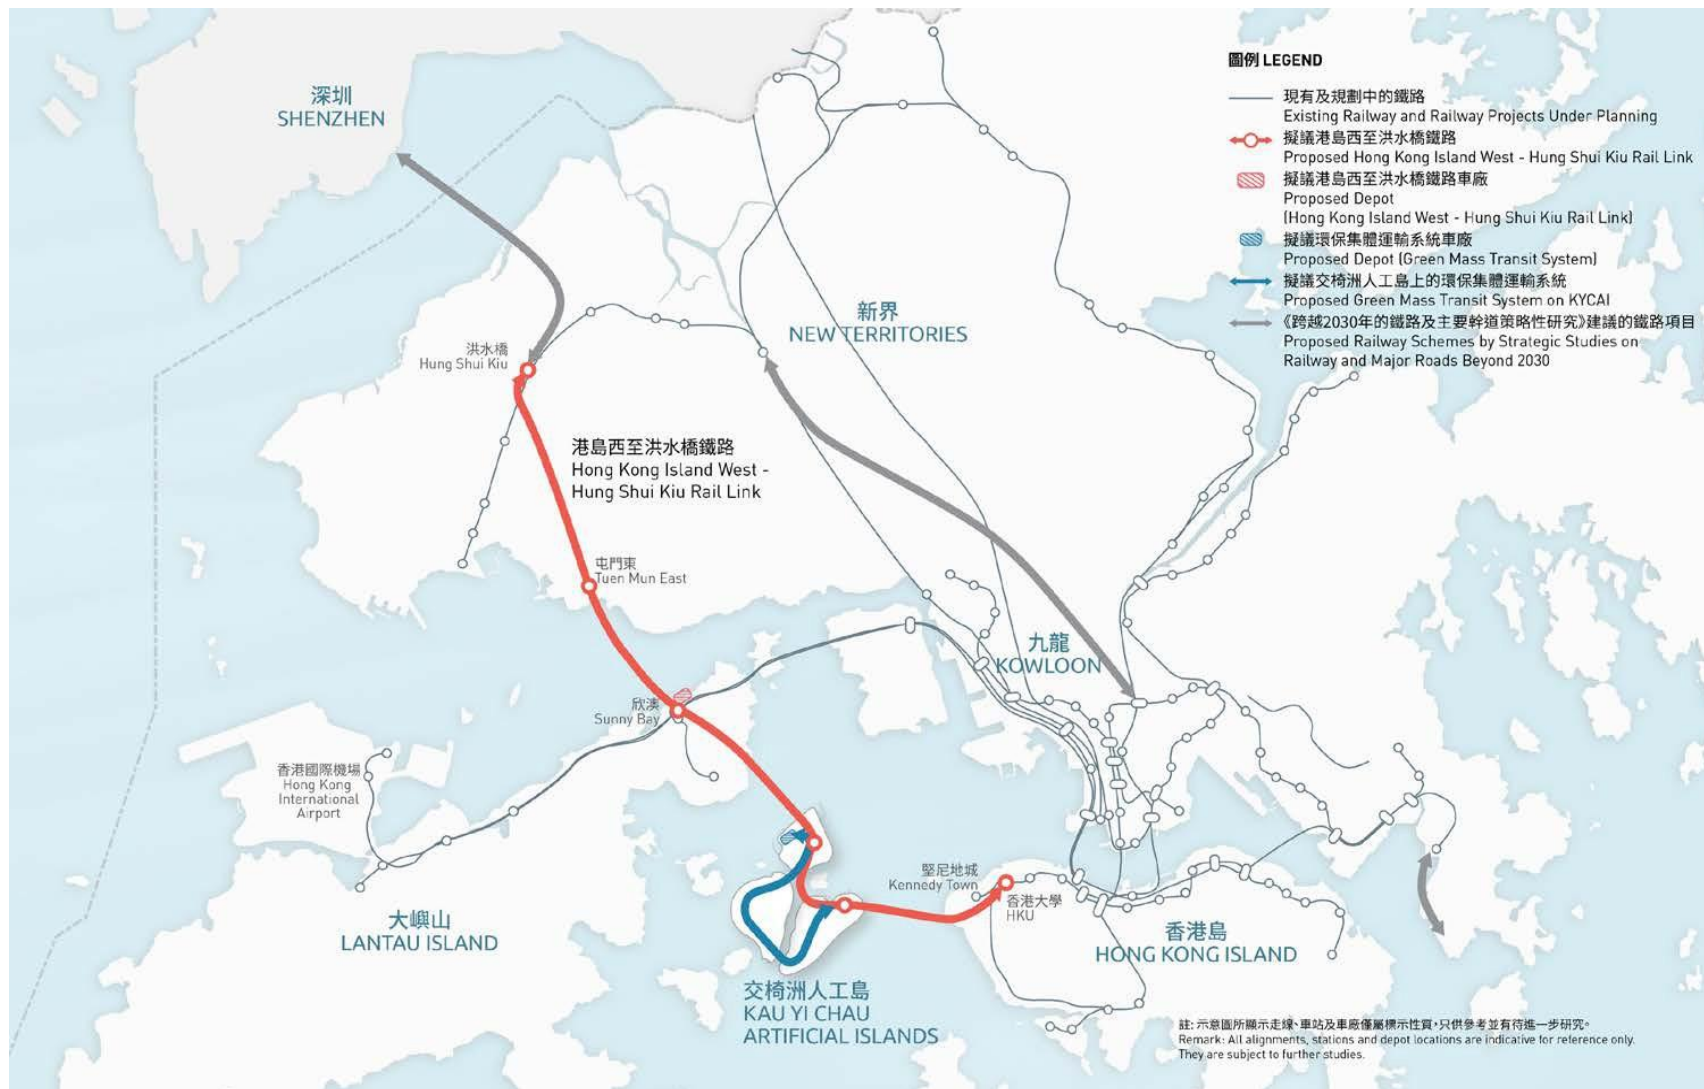 深圳
SHENZHEN
圖例 LEGEND
現有及規劃中的鐵路
Existing Railway and Railway Projects Under Planning
擬議港島西至洪水橋鐵路
Proposed Hong Kong Island West - Hung Shui Kiu Rail Link
擬議港島西至洪水橋鐵路車廠
Proposed Depot
(Hong Kong Island West - Hung Shui Kiu Rail Link)
擬議環保集體運輸系統車廠
Proposed Depot (Green Mass Transit System)
擬議交椅洲人工島上的環保集體運輸系統
Proposed Green Mass Transit System on KYCAI
《跨越2030年的鐵路及主要幹道策略性研究》建議的鐵路項目
Proposed Railway Schemes by Strategic Studies on
Railway and Major Roads Beyond 2030
新界
NEW TERRITORIES
洪水橋
Hung Shui Kiu
港島西至洪水橋鐵路
Hong Kong Island West -
Hung Shui Kiu Rail Link
屯門東
Tuen Mun East
九龍
KOWLOON
欣澳
Sunny Bay
香港國際機場
Hong Kong
International
Airport
堅尼地城
Kennedy Town
香港大學
HKU
大嶼山
LANTAU ISLAND
香港島
HONG KONG ISLAND
交椅洲人工島
KAU YI CHAU
ARTIFICIAL ISLANDS
註: 示意圖所顯示走線、車站及車廠僅屬標示性質,只供參考並有待進一步研究。
Remark: All alignments, stations and depot locations are indicative for reference only.
They are subject to further studies.